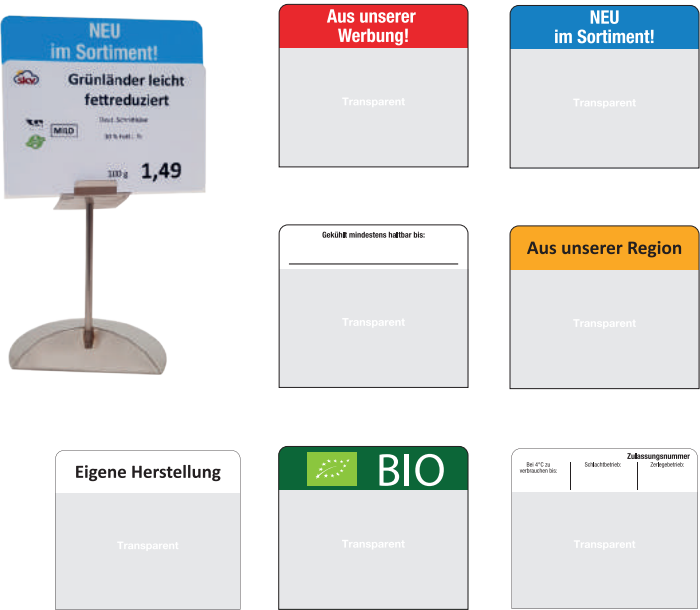 NEU
im Sortiment!
sky
Grünländer leicht
fettreduziert
MILD
100 g 1,49
Aus unserer
Werbung!
Transparent
NEU
im Sortiment!
Transparent
Gekühlt mindestens haltbar bis:
Transparent
Aus unserer Region
Transparent
Eigene Herstellung
Transparent
BIO
Transparent
Zulassungsnummer
Bei 4°C zu
verbrauchen bis:
Schlachtbetrieb:
Zerlegebetrieb:
Transparent